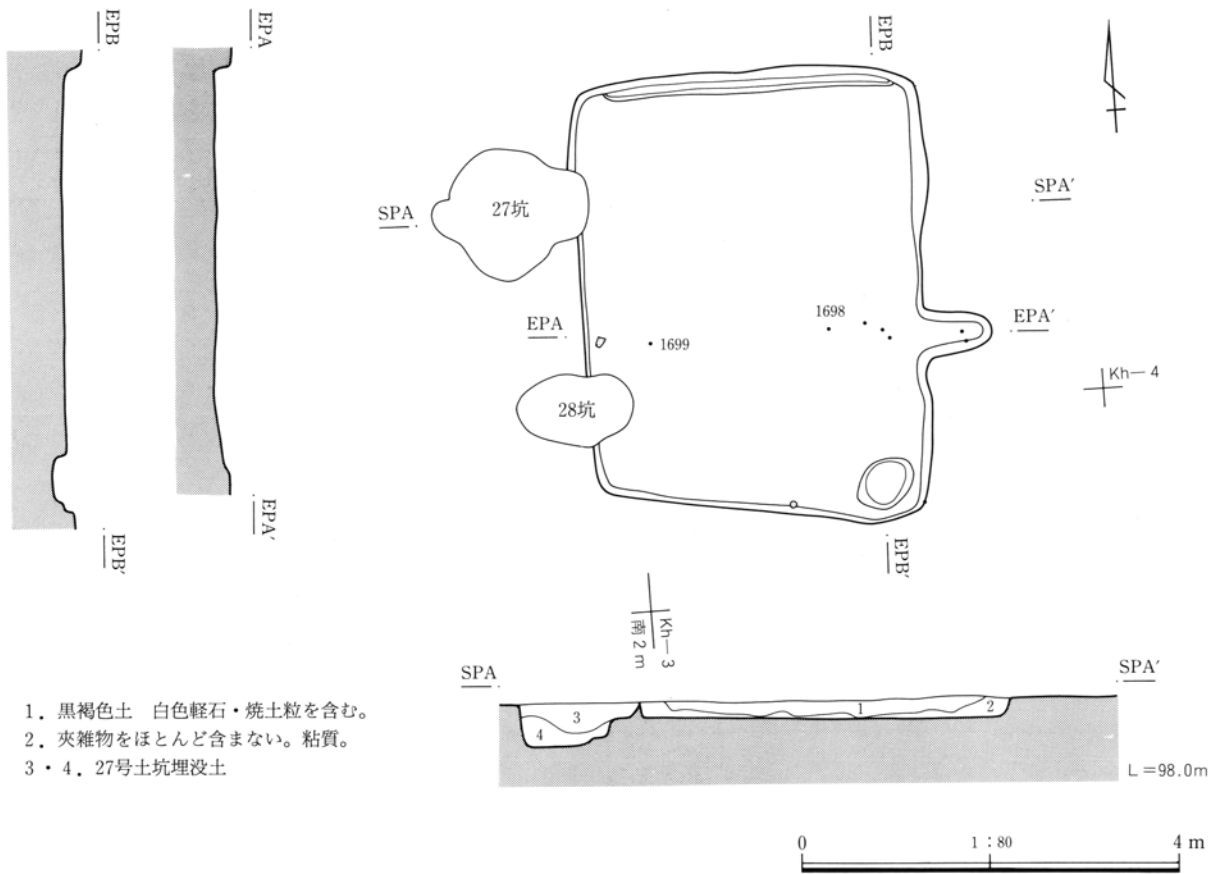 EPB
EPA
EPB
27坑
SPA
SPA′
1698
EPA
EPA′
1699
Kh—4
28坑
EPA′
EPB′
EPB′
Kh—3
南2m
SPA
SPA′
1
2
3
4
L=98.0m
1．黒褐色土　白色軽石・焼土粒を含む。
2．夾雑物をほとんど含まない。粘質。
3・4．27号土坑埋没土
0
1：80
4 m